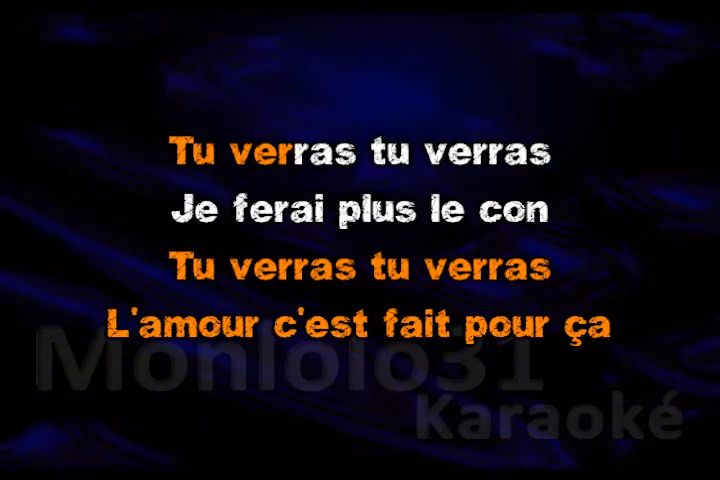 Tu verras tu verras
Je ferai plus le con
Tu verras tu verras
L'amour c'est fait pour ça
Monlolo31
Karaoké